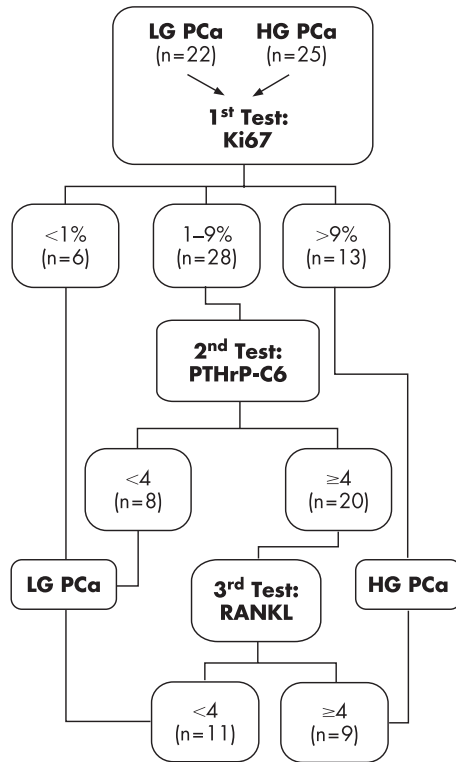 LG PCa HG PCa
(n=22) (n=25)
1st Test:
Ki67
<1% 1–9% >9%
(n=6) (n=28) (n=13)
2nd Test:
PTHrP-C6
<4 ≥4
(n=8) (n=20)
LG PCa 3rd Test: HG PCa
RANKL
<4 ≥4
(n=11) (n=9)